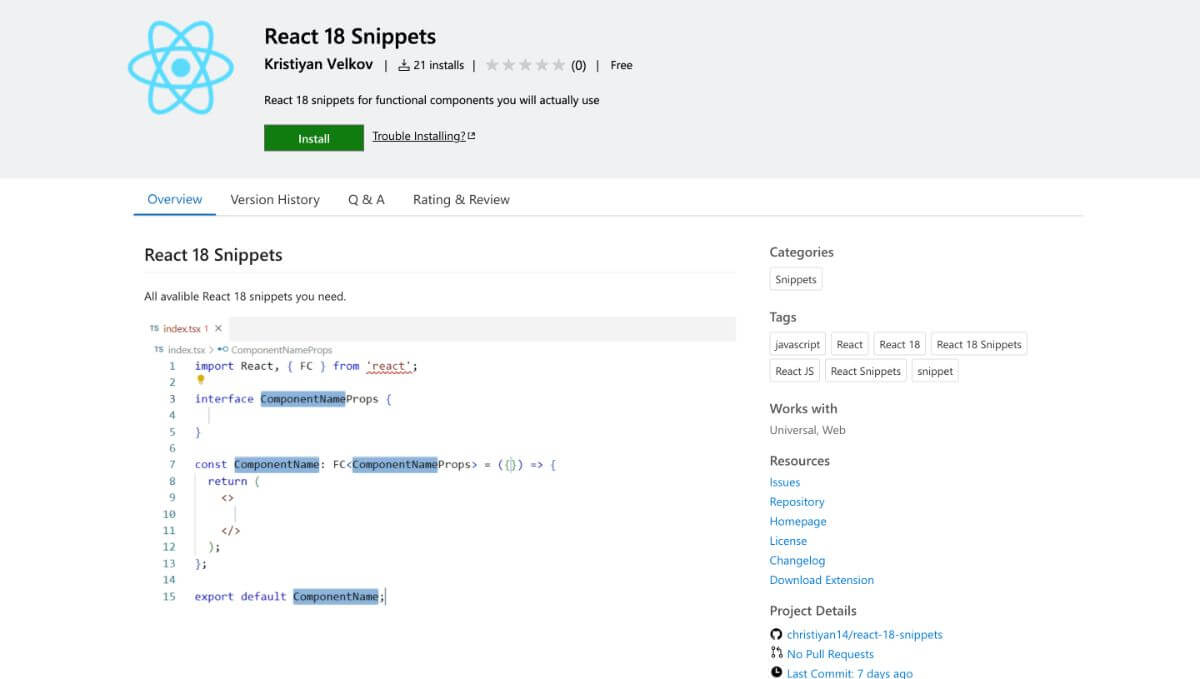 React 18 Snippets
Kristiyan Velkov | 21 installs | (0) | Free
React 18 snippets for functional components you will actually use
Install Trouble Installing?
Overview Version History Q & A Rating & Review
React 18 Snippets
All avalible React 18 snippets you need.
TS index.tsx 1 ×
TS index.tsx > ComponentNameProps
1 import React, { FC } from 'react';
2
3 interface ComponentNameProps {
4
5 }
6
7 const ComponentName: FC<ComponentNameProps> = ({}) => {
8 return (
9 <>
10
11 </>
12 );
13 };
14
15 export default ComponentName;
Categories
Snippets
Tags
javascript React React 18 React 18 Snippets
React JS React Snippets snippet
Works with
Universal, Web
Resources
Issues
Repository
Homepage
License
Changelog
Download Extension
Project Details
christiyan14/react-18-snippets
No Pull Requests
Last Commit: 7 days ago